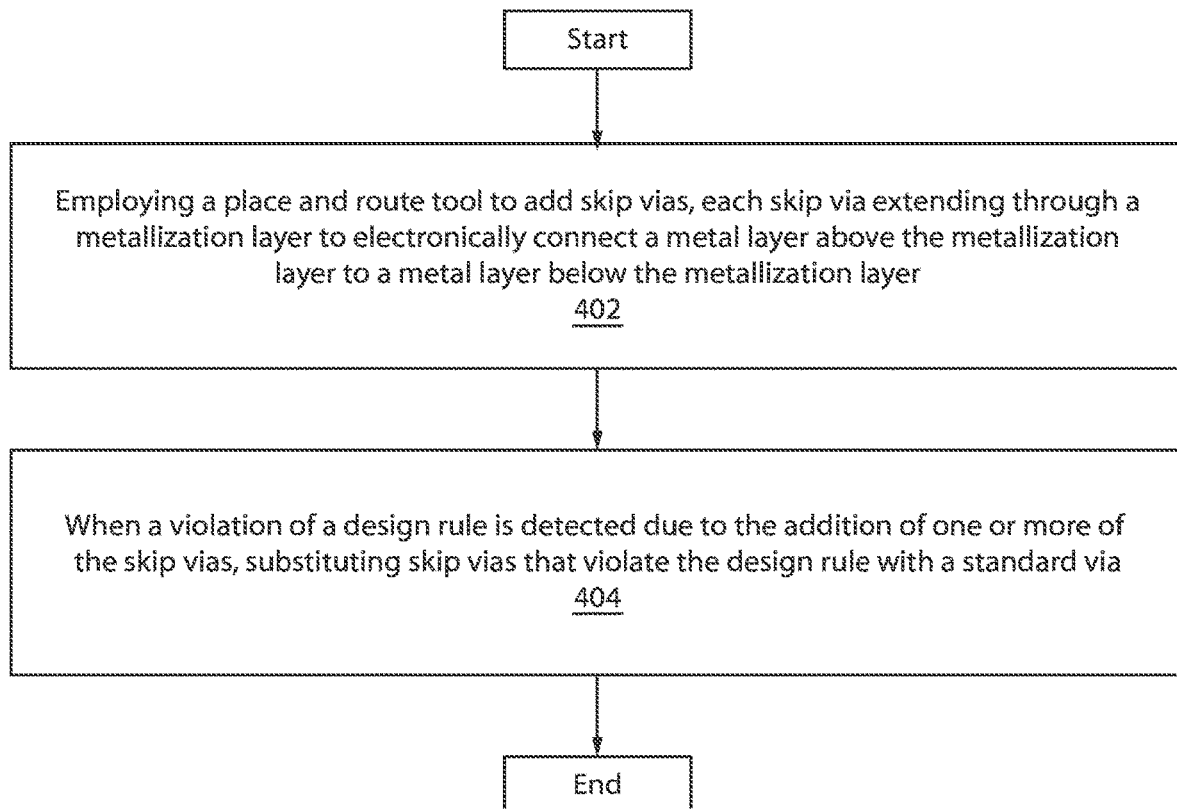 Start
Employing a place and route tool to add skip vias, each skip via extending through a
metallization layer to electronically connect a metal layer above the metallization
layer to a metal layer below the metallization layer
402
When a violation of a design rule is detected due to the addition of one or more of
the skip vias, substituting skip vias that violate the design rule with a standard via
404
End